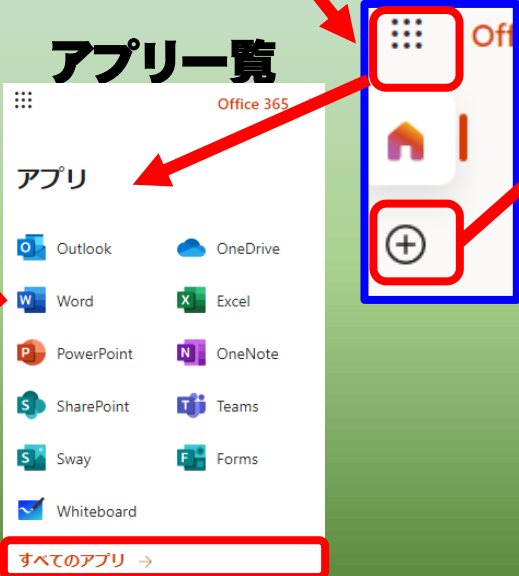 アプリ一覧
Off
Office 365
アプリ
Outlook OneDrive
Word Excel
PowerPoint OneNote
SharePoint Teams
Sway Forms
Whiteboard
すべてのアプリ →